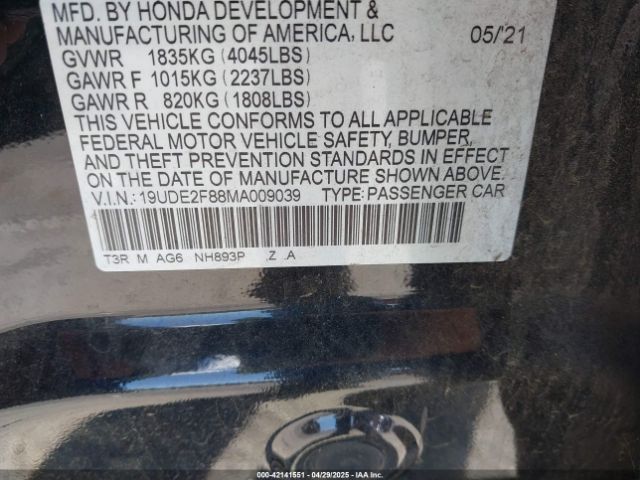 MFD. BY HONDA DEVELOPMENT &
MANUFACTURING OF AMERICA, LLC 05/'21
GVWR 1835KG (4045LBS)
GAWR F 1015KG (2237LBS)
GAWR R 820KG (1808LBS)
THIS VEHICLE CONFORMS TO ALL APPLICABLE
FEDERAL MOTOR VEHICLE SAFETY, BUMPER,
AND THEFT PREVENTION STANDARDS IN EFFECT
ON THE DATE OF MANUFACTURE SHOWN ABOVE.
V.I.N.: 19UDE2F88MA009039 TYPE: PASSENGER CAR
T3R M AG6 NH893P .Z .A
000-42141551 | 04/29/2025 - IAA Inc.